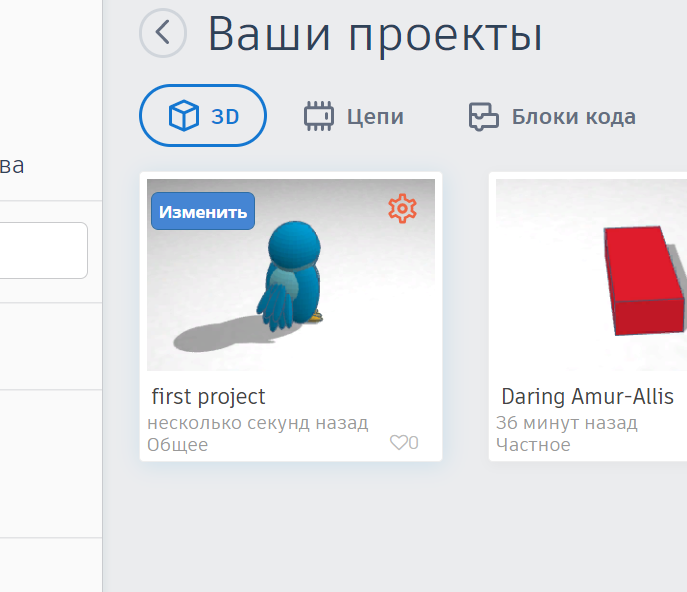 Ваши проекты
3D
Цепи
Блоки кода
ва
Изменить
first project
несколько секунд назад
Общее
0
Daring Amur-Allis
36 минут назад
Частное